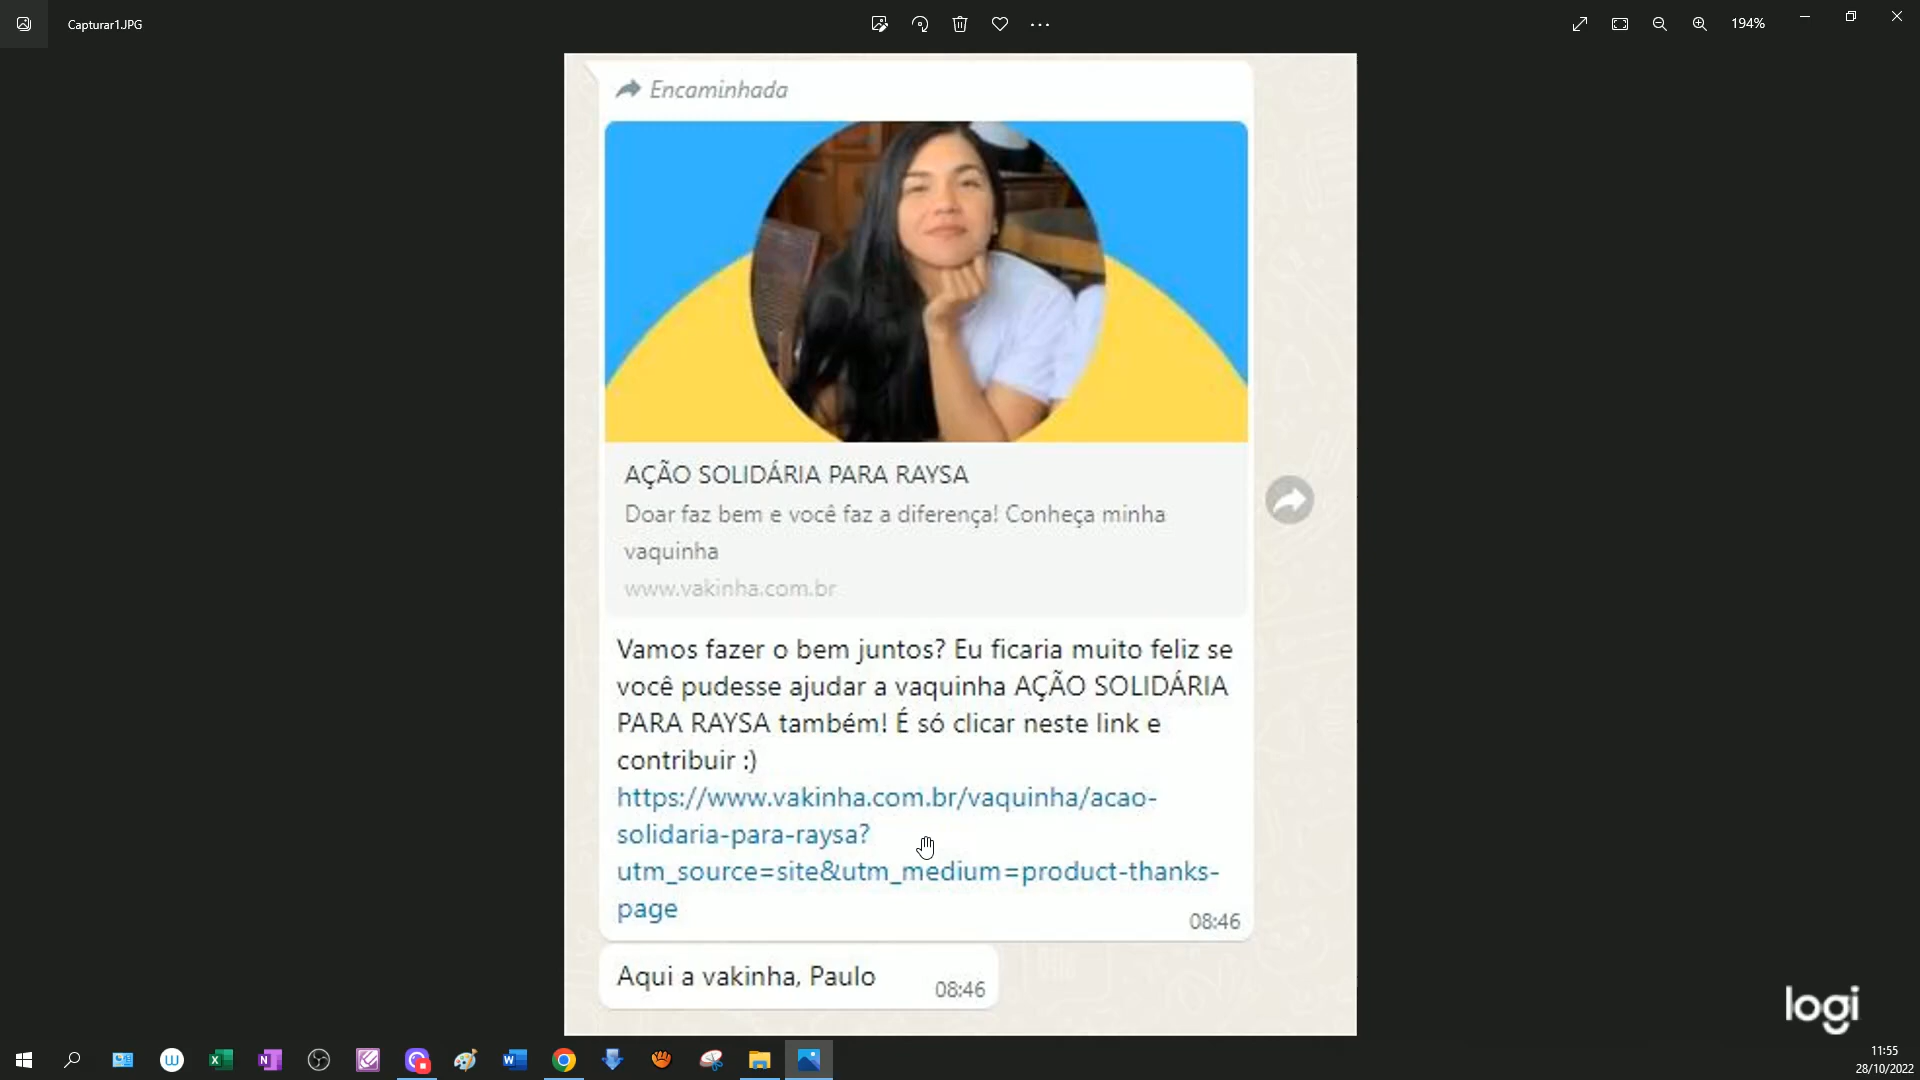 Capturar1.JPG
194%
Encaminhada
AÇÃO SOLIDÁRIA PARA RAYSA
Doar faz bem e você faz a diferença! Conheça minha
vaquinha
www.vakinha.com.br
Vamos fazer o bem juntos? Eu ficaria muito feliz se
você pudesse ajudar a vaquinha AÇÃO SOLIDÁRIA
PARA RAYSA também! É só clicar neste link e
contribuir :)
https://www.vakinha.com.br/vaquinha/acao-
solidaria-para-raysa?
utm_source=site&utm_medium=product-thanks-
page
08:46
Aqui a vakinha, Paulo
08:46
logi
11:55
28/10/2022